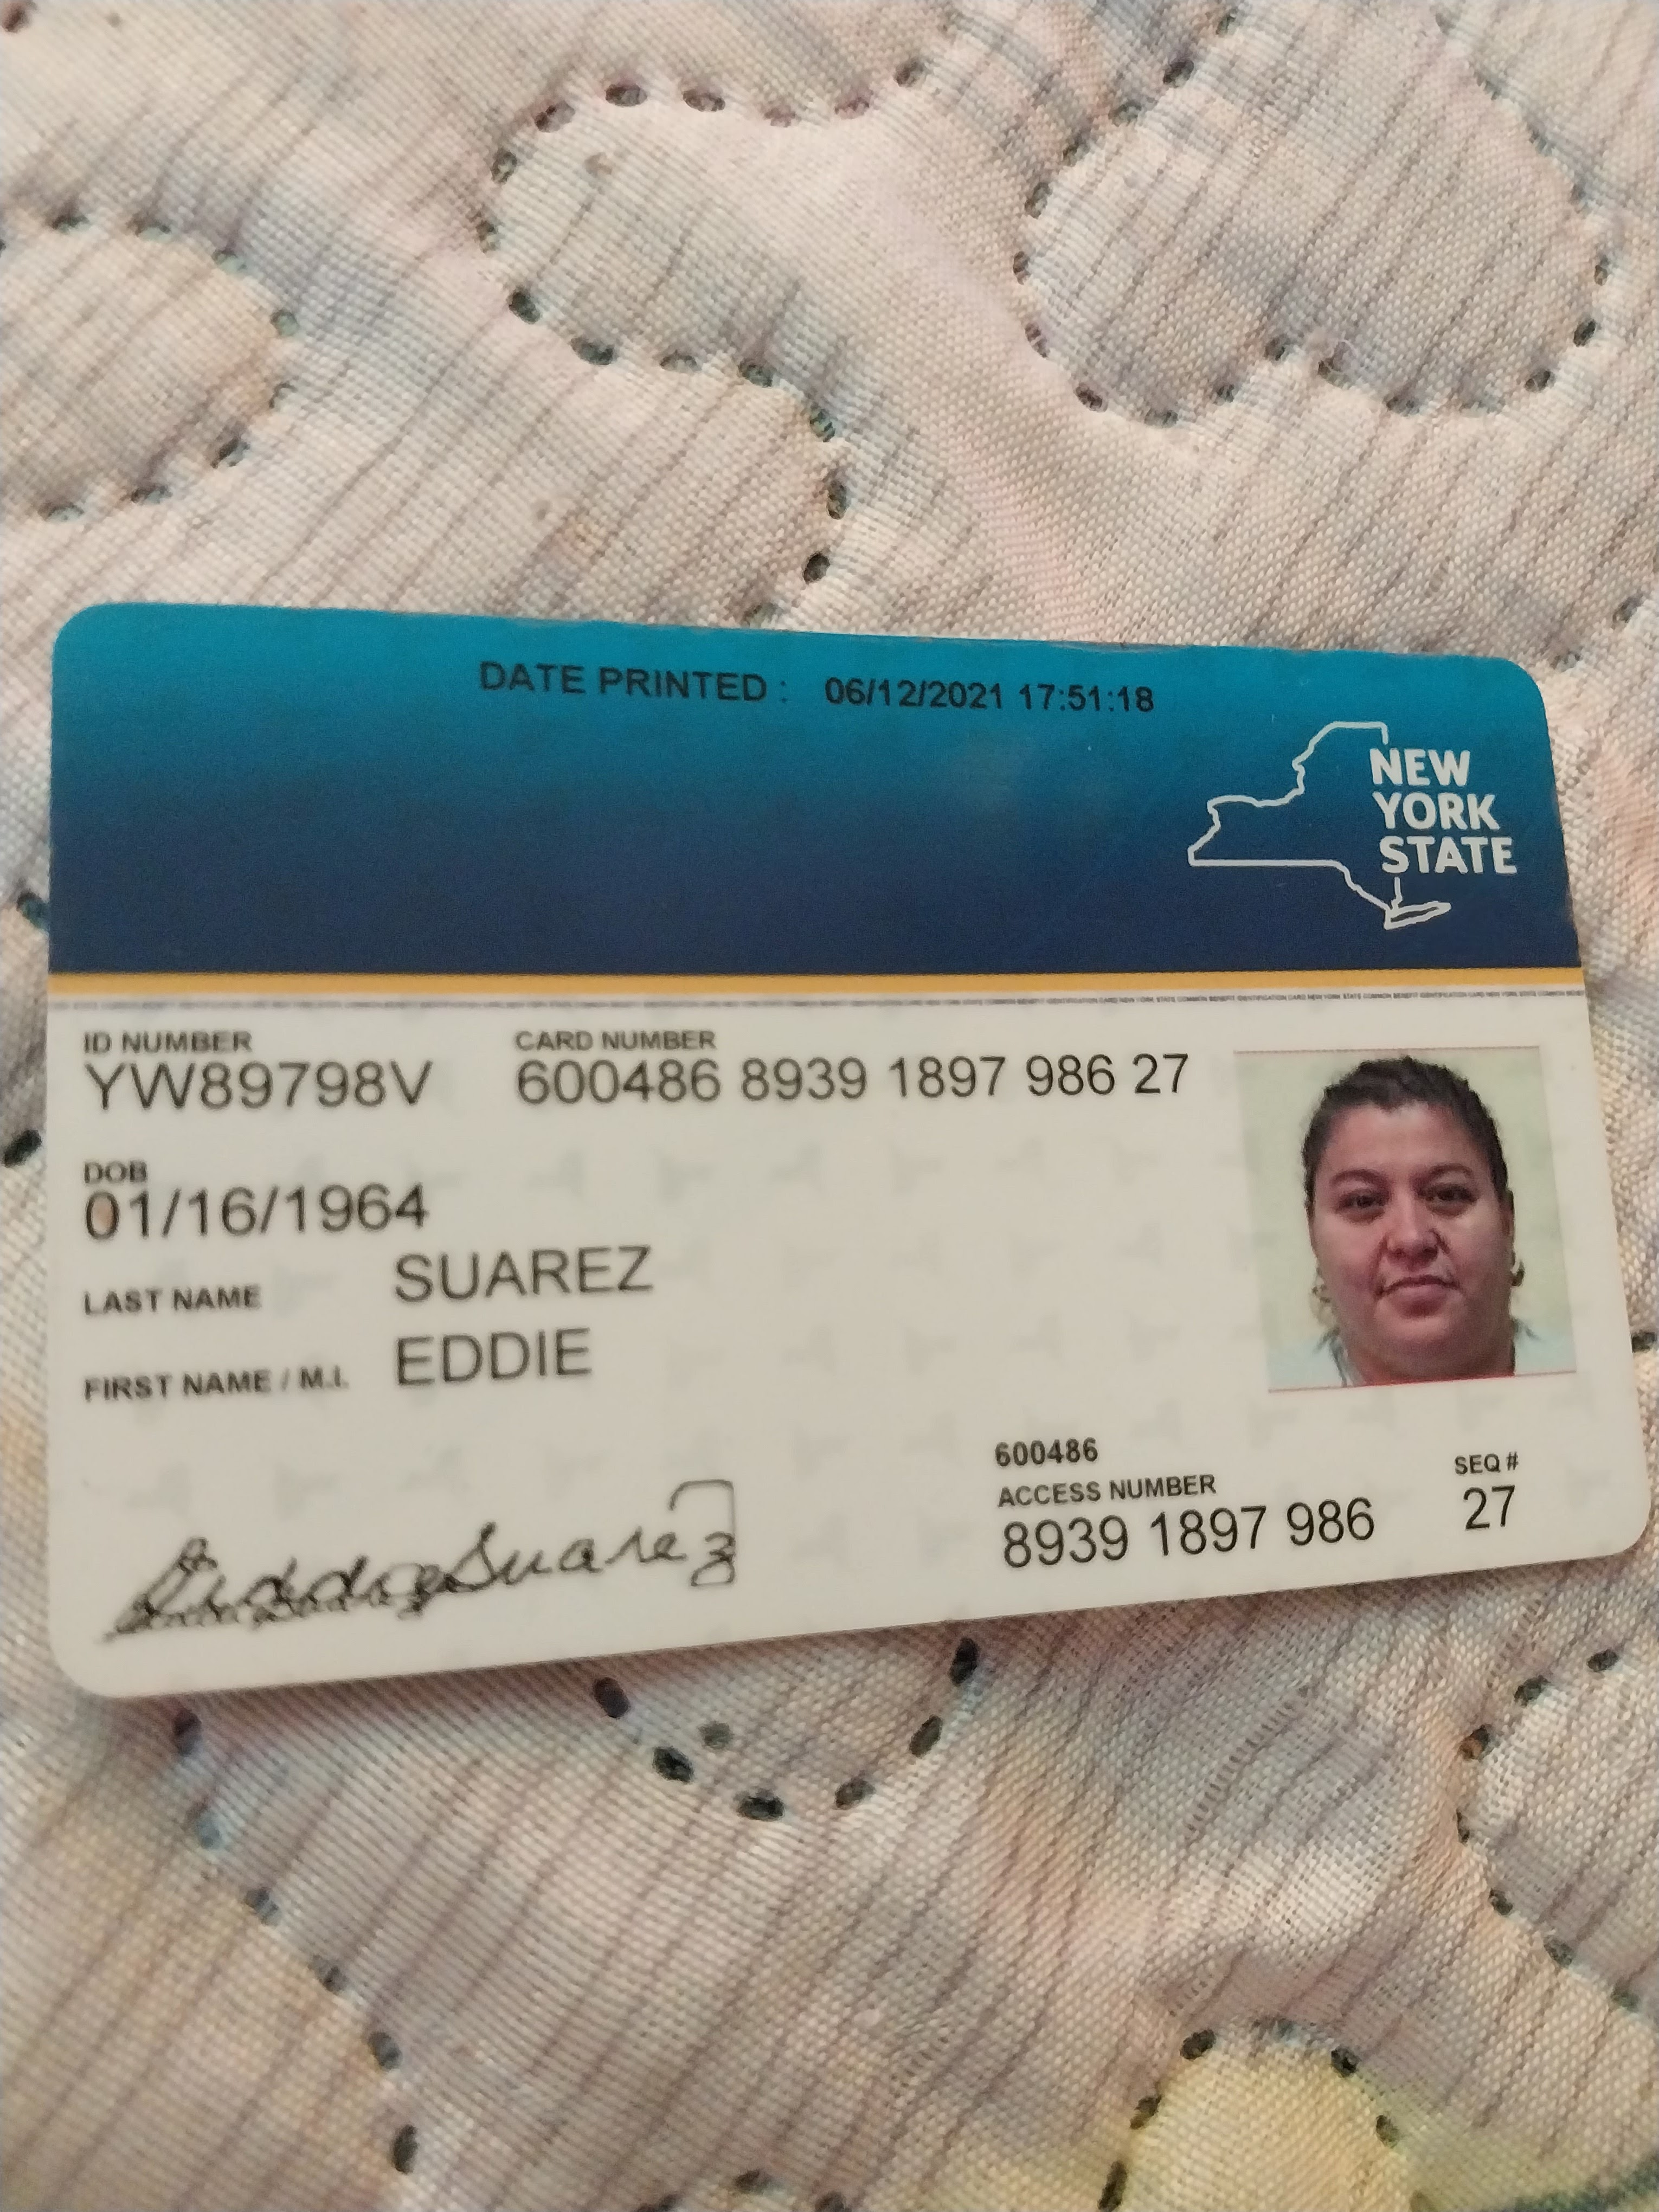 DATE PRINTED : 06/12/2021 17:51:18
NEW
YORK
STATE
ID NUMBER
YW89798V
CARD NUMBER
600486 8939 1897 986 27
DOB
01/16/1964
LAST NAME SUAREZ
FIRST NAME / M.I. EDDIE
Eddie Suarez
600486
ACCESS NUMBER
8939 1897 986
SEQ #
27